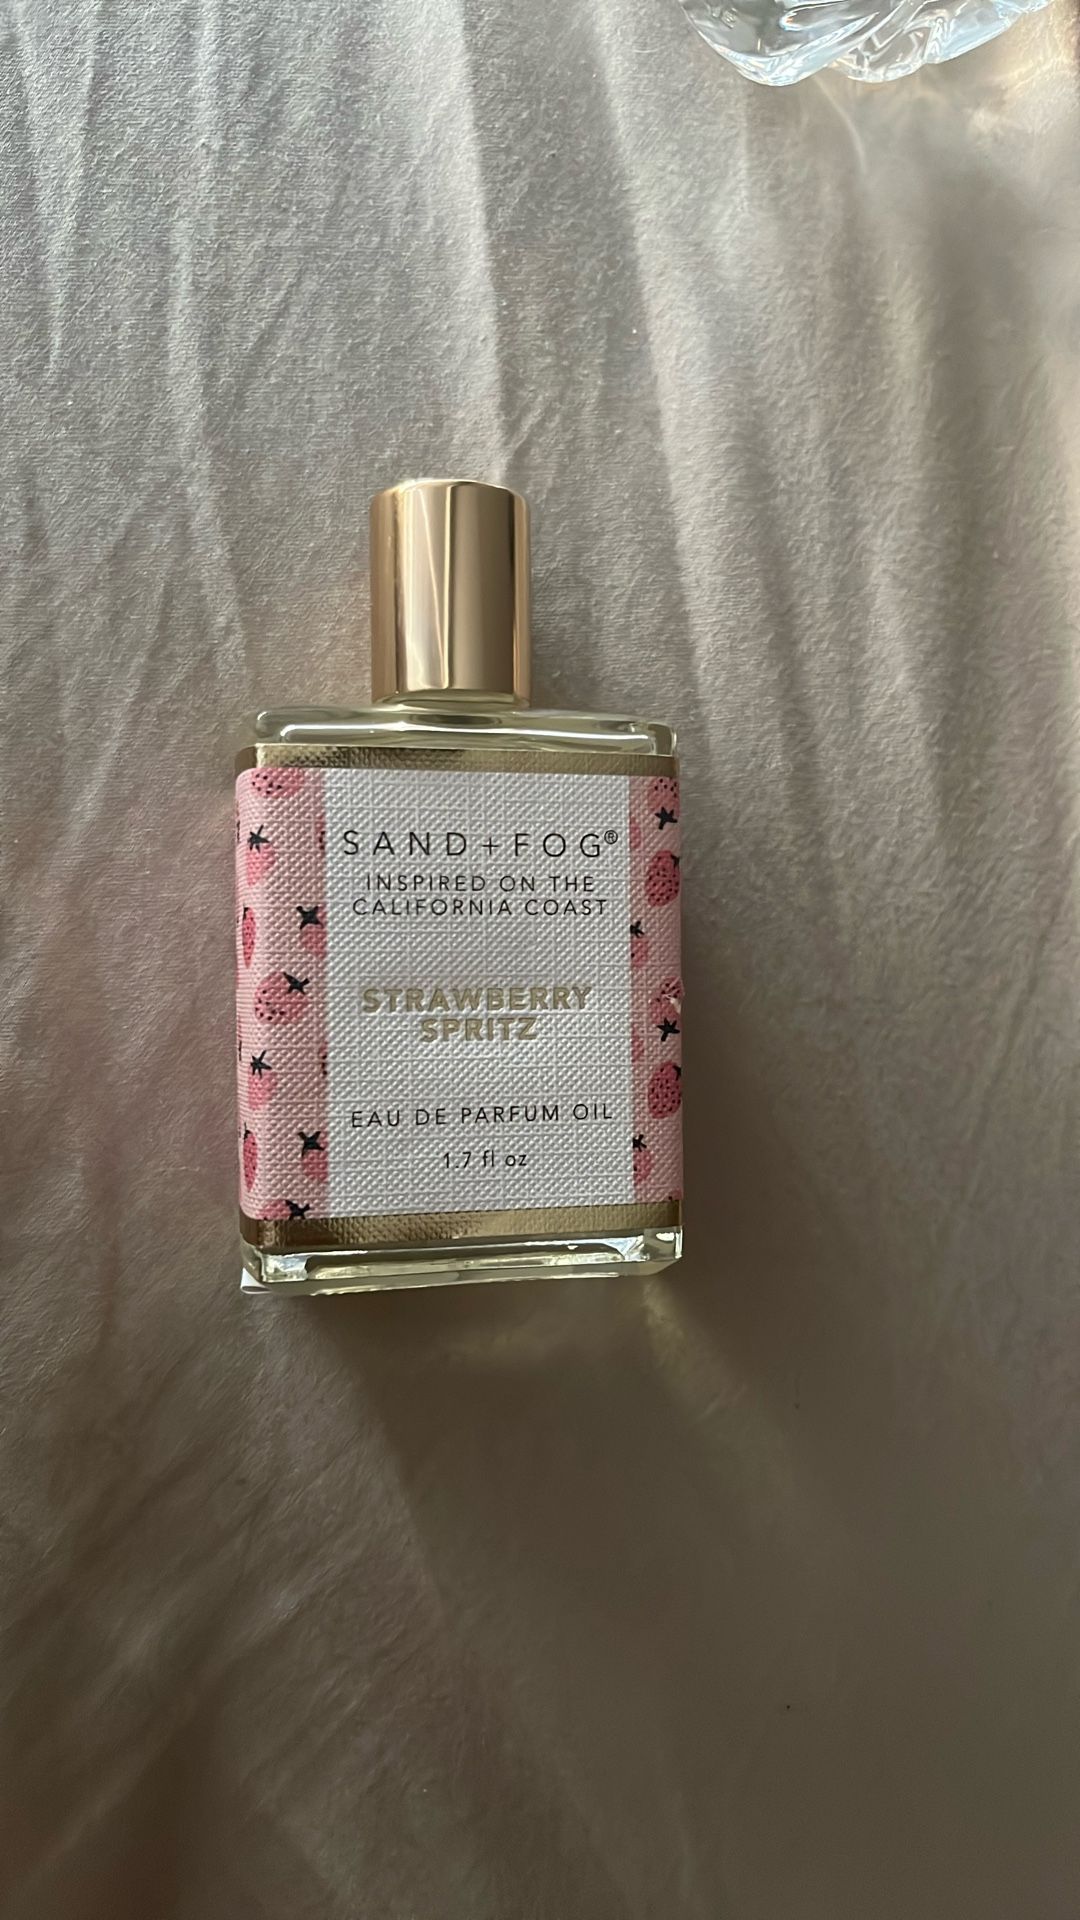 SAND+FOG®
INSPIRED ON THE
CALIFORNIA COAST
STRAWBERRY
SPRITZ
EAU DE PARFUM OIL
1.7 fl oz